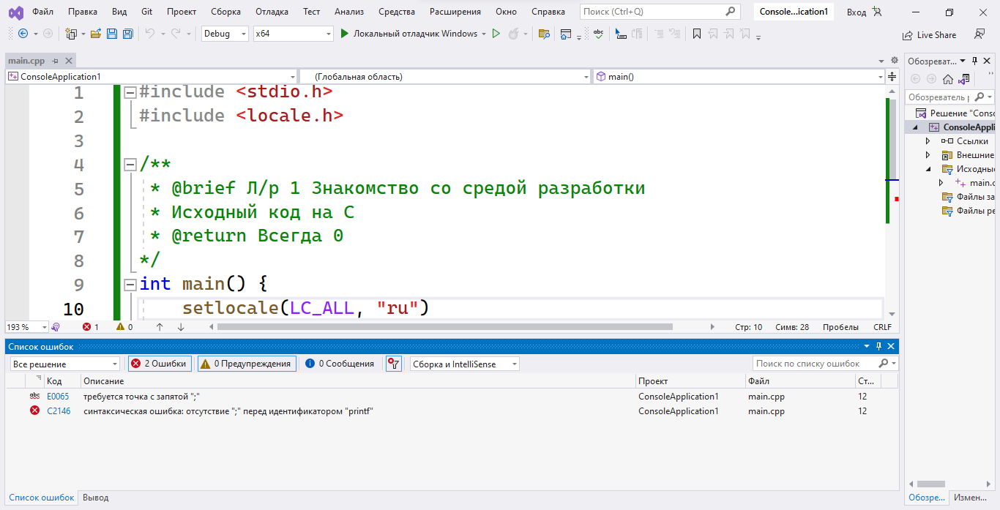 Файл Правка Вид Git Проект Сборка Отладка Тест Анализ Средства Расширения Окно Справка Поиск (Ctrl+Q) Console...ication1 Вход
Debug x64 Локальный отладчик Windows abc Live Share
main.cpp
ConsoleApplication1 (Глобальная область) main()
1 #include <stdio.h>
2 #include <locale.h>
3
4 /**
5 * @brief Л/р 1 Знакомство со средой разработки
6 * Исходный код на С
7 * @return Всегда 0
8 */
9 int main() {
10 setlocale(LC_ALL, "ru")
193 % 1 0 Стр: 10 Симв: 28 Пробелы CRLF
Список ошибок
Все решение 2 Ошибки 0 Предупреждения 0 Сообщения Сборка и IntelliSense Поиск по списку ошибок
Код Описание Проект Файл Ст...
abc E0065 требуется точка с запятой ";" ConsoleApplication1 main.cpp 12
C2146 синтаксическая ошибка: отсутствие ";" перед идентификатором "printf" ConsoleApplication1 main.cpp 12
Список ошибок Вывод
Обозреват...
Обозреватель р
Решение "Conso
ConsoleAppli
Ссылки
Внешние
Исходные
main.c
Файлы за
Файлы ре
Обозре... Измен...